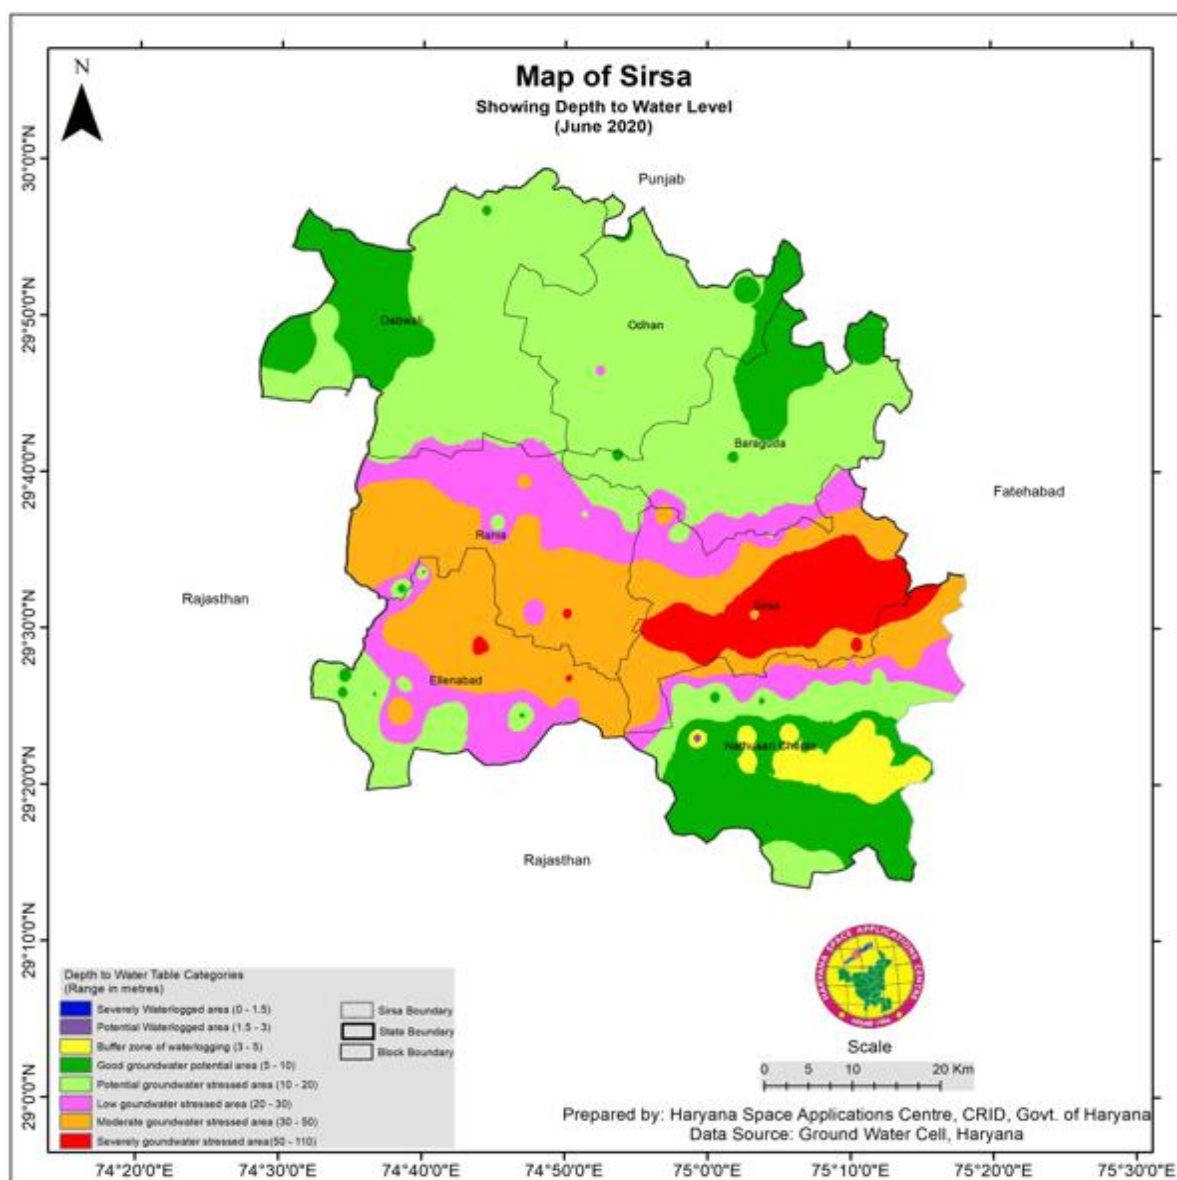 N
Map of Sirsa
Showing Depth to Water Level
(June 2020)
Punjab
Dabwali
Odhan
Baraguda
Fatehabad
Rania
Rajasthan
Sirsa
Ellenabad
Nathusari Chopta
Rajasthan
30°0'0"N
29°50'0"N
29°40'0"N
29°30'0"N
29°20'0"N
29°10'0"N
29°0'0"N
Depth to Water Table Categories
(Range in metres)
Severely Waterlogged area (0 - 1.5)
Potential Waterlogged area (1.5 - 3)
Buffer zone of waterlogging (3 - 5)
Good groundwater potential area (5 - 10)
Potential groundwater stressed area (10 - 20)
Low goundwater stressed area (20 - 30)
Moderate goundwater stressed area (30 - 50)
Severely goundwater stressed area(50 - 110)
Sirsa Boundary
State Boundary
Block Boundary
HARYANA SPACE APPLICATIONS CENTRE
Scale
0 5 10 20 Km
Prepared by: Haryana Space Applications Centre, CRID, Govt. of Haryana
Data Source: Ground Water Cell, Haryana
74°20'0"E 74°30'0"E 74°40'0"E 74°50'0"E 75°0'0"E 75°10'0"E 75°20'0"E 75°30'0"E